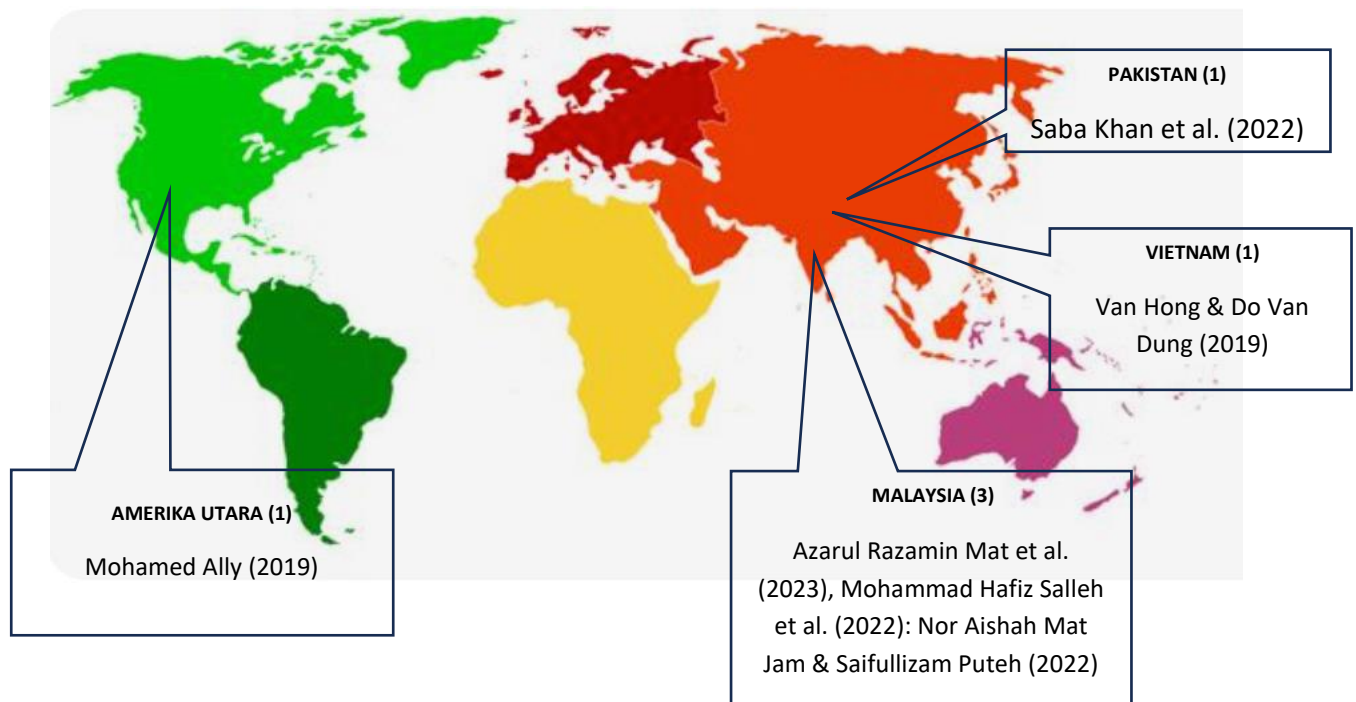 PAKISTAN (1)
Saba Khan et al. (2022)
VIETNAM (1)
Van Hong & Do Van
Dung (2019)
AMERIKA UTARA (1)
Mohamed Ally (2019)
MALAYSIA (3)
Azarul Razamin Mat et al.
(2023), Mohammad Hafiz Salleh
et al. (2022): Nor Aishah Mat
Jam & Saifullizam Puteh (2022)